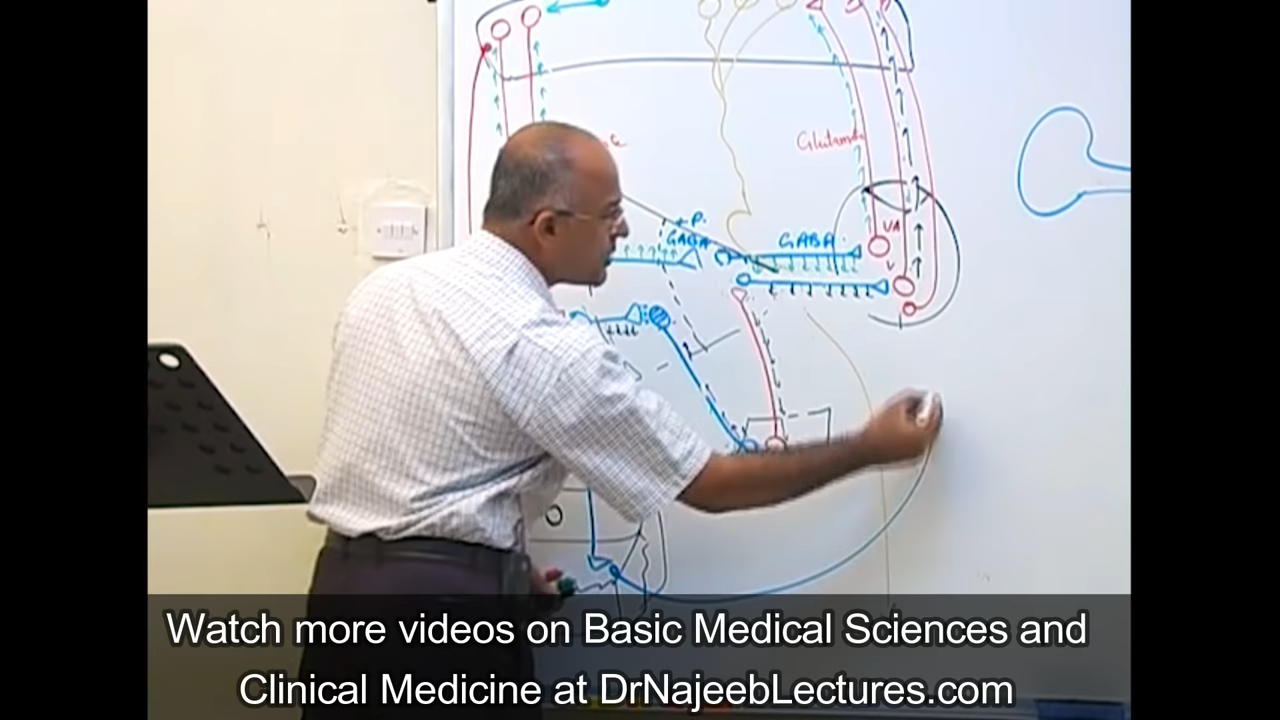 Glutamate
+ P.
GABA
GABA
VA
V
L
Watch more videos on Basic Medical Sciences and
Clinical Medicine at DrNajeebLectures.com